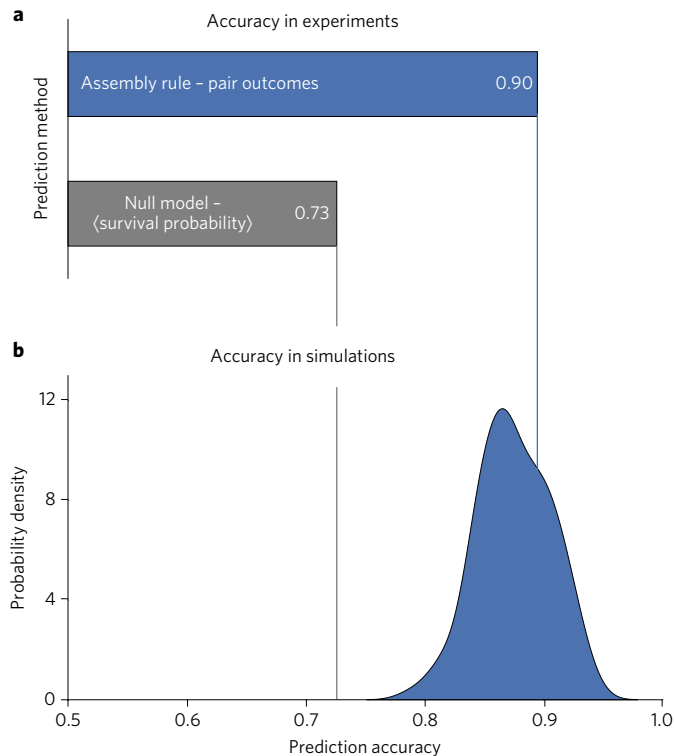 a
Accuracy in experiments
Prediction method
Assembly rule – pair outcomes
0.90
Null model –
⟨survival probability⟩
0.73
b
Accuracy in simulations
Probability density
12
8
4
0
0.5
0.6
0.7
0.8
0.9
1.0
Prediction accuracy